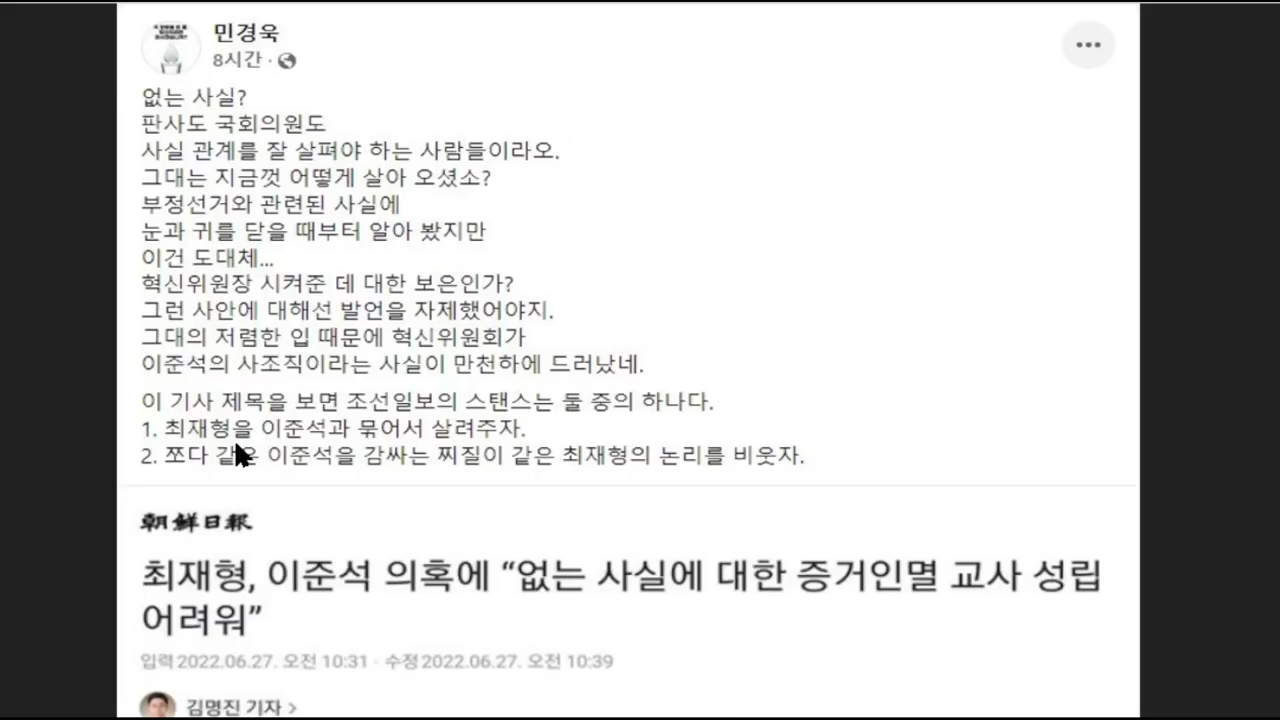 민경욱
8시간 ·
없는 사실?
판사도 국회의원도
사실 관계를 잘 살펴야 하는 사람들이라오.
그대는 지금껏 어떻게 살아 오셨소?
부정선거와 관련된 사실에
눈과 귀를 닫을 때부터 알아 봤지만
이건 도대체...
혁신위원장 시켜준 데 대한 보은인가?
그런 사안에 대해선 발언을 자제했어야지.
그대의 저렴한 입 때문에 혁신위원회가
이준석의 사조직이라는 사실이 만천하에 드러났네.
이 기사 제목을 보면 조선일보의 스탠스는 둘 중의 하나다.
1. 최재형을 이준석과 묶어서 살려주자.
2. 쪼다 같은 이준석을 감싸는 찌질이 같은 최재형의 논리를 비웃자.
朝鮮日報
최재형, 이준석 의혹에 “없는 사실에 대한 증거인멸 교사 성립
어려워”
입력 2022.06.27. 오전 10:31 · 수정 2022.06.27. 오전 10:39
김명진 기자 >